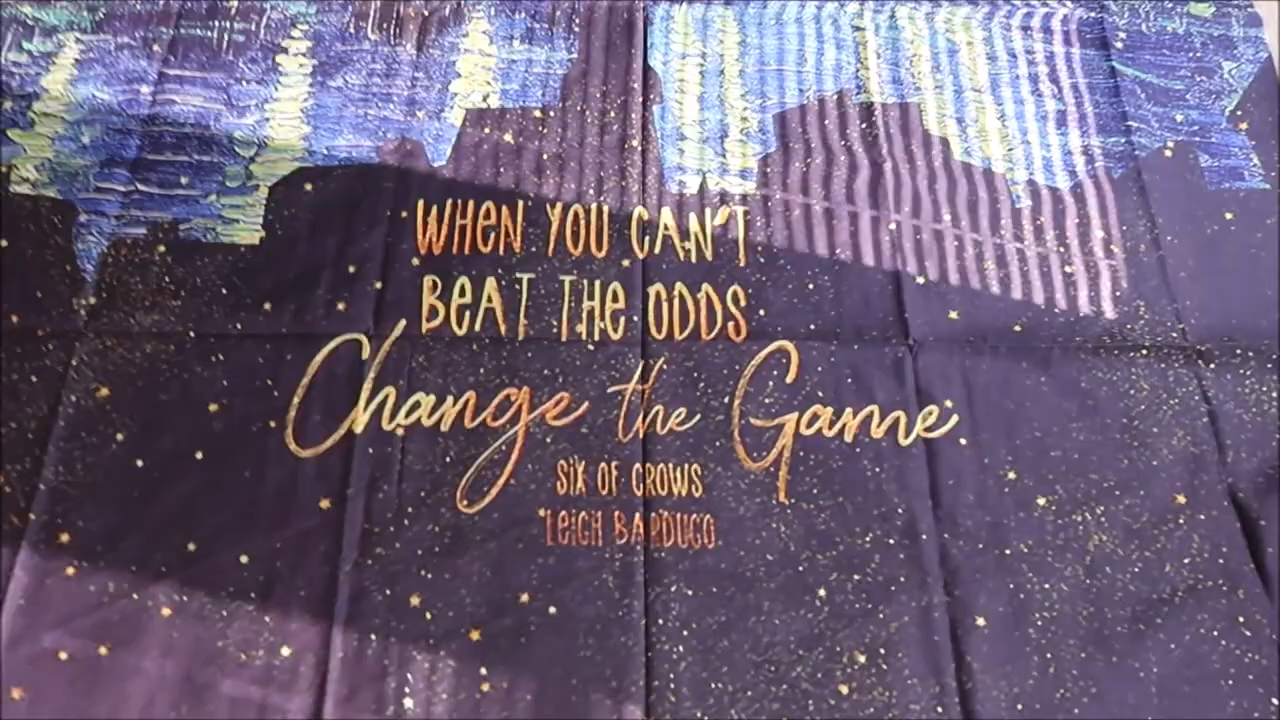 WHEN YOU CAN'T
BEAT THE ODDS
Change the Game
SIX OF CROWS
LEIGH BARDUGO